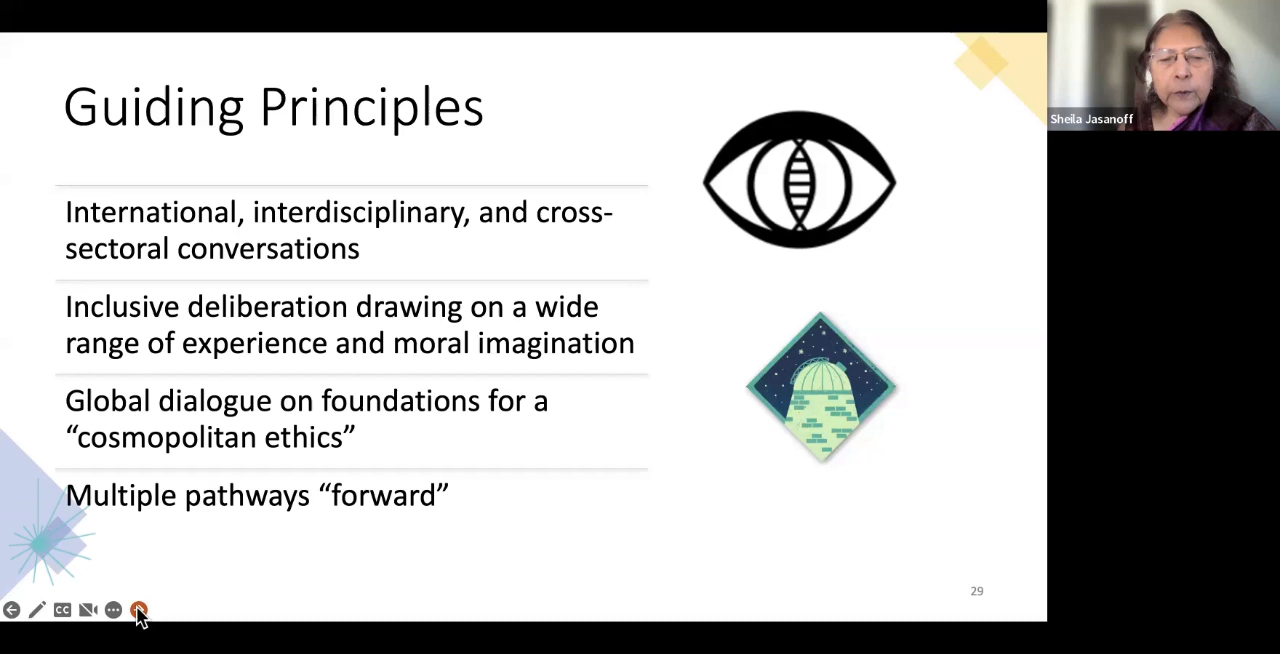 Guiding Principles
International, interdisciplinary, and cross-
sectoral conversations
Inclusive deliberation drawing on a wide
range of experience and moral imagination
Global dialogue on foundations for a
“cosmopolitan ethics”
Multiple pathways “forward”
29
CC
Sheila Jasanoff